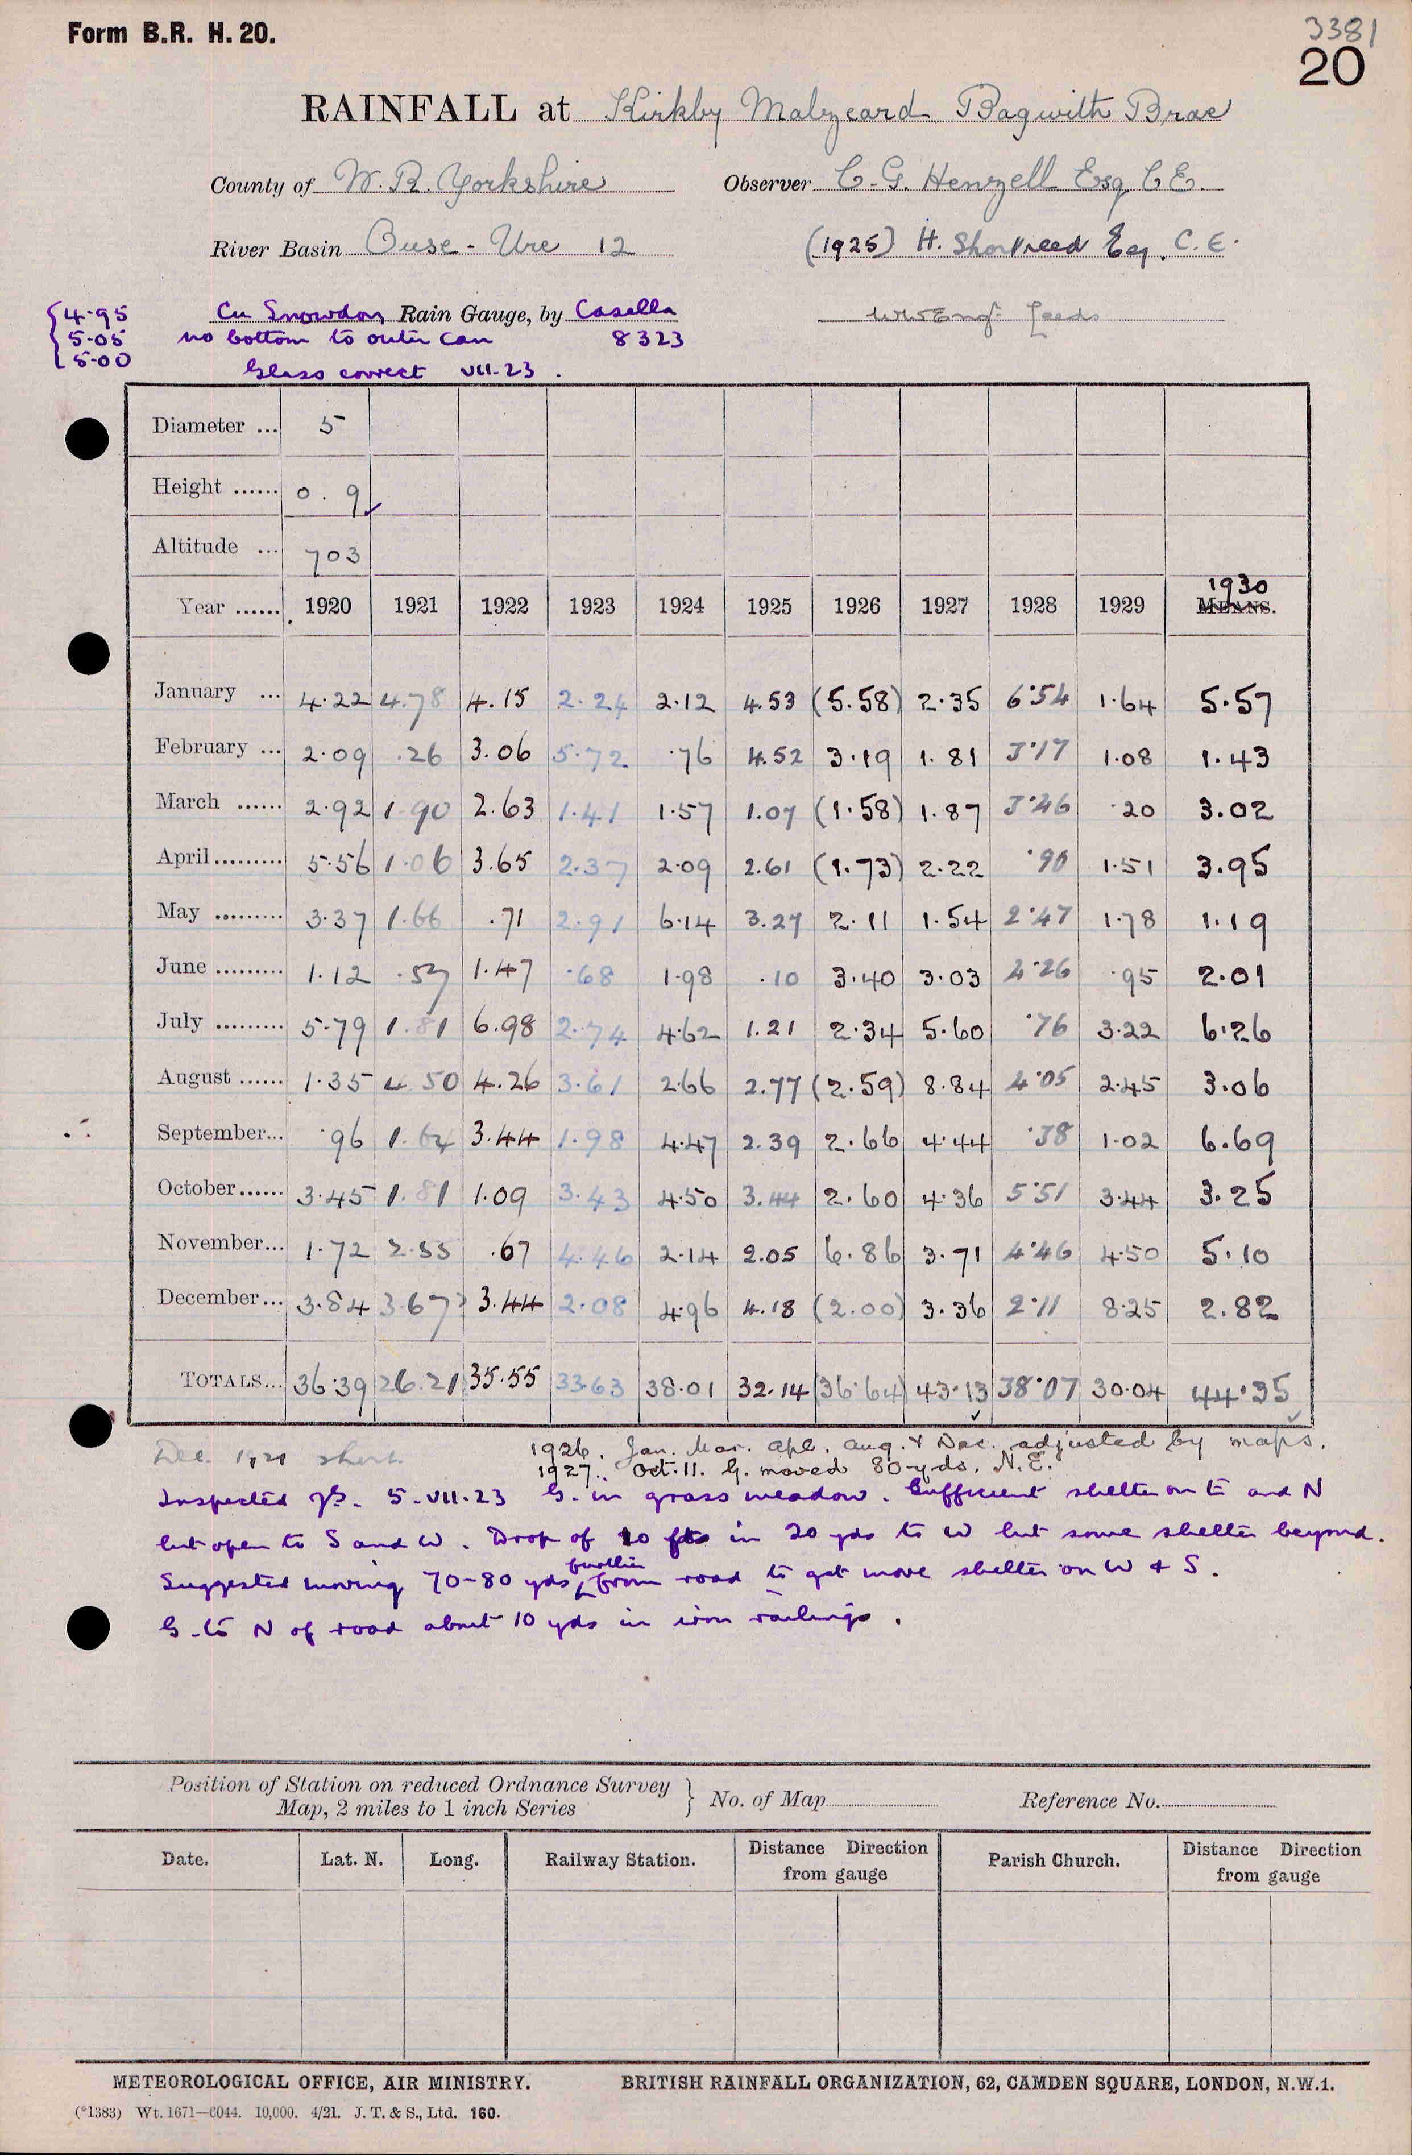 Form B.R. H. 20.
3381
20
RAINFALL at Kirkby Malzeard Bagwith Brae
County of W. R. Yorkshire Observer C. G. Henzell Esq C.E.
River Basin Ouse - Ure 12 (1925) H. Shortreed Esq. C.E.
4.95 Cu Snowdon Rain Gauge, by Casella W.W. Eng. Leeds
5.05 no bottom to outer can 8323
5.00 Glass correct VII.23.
Diameter ... 5
Height ...... 0.9
Altitude ... 703
Year ...... 1920 1921 1922 1923 1924 1925 1926 1927 1928 1929 MEANS. 1930
January ... 4.22 4.78 4.15 2.24 2.12 4.53 (5.58) 2.35 6.54 1.64 5.57
February ... 2.09 .26 3.06 5.72 .76 4.52 3.19 1.81 3.17 1.08 1.43
March ...... 2.92 1.90 2.63 1.41 1.57 1.07 (1.58) 1.87 3.46 .20 3.02
April ......... 5.56 1.06 3.65 2.37 2.09 2.61 (1.73) 2.22 .90 1.51 3.95
May ......... 3.37 1.66 .71 2.91 6.14 3.27 2.11 1.54 2.47 1.78 1.19
June ......... 1.12 .57 1.47 .68 1.98 .10 3.40 3.03 4.26 .95 2.01
July ......... 5.79 1.81 6.98 2.74 4.62 1.21 2.34 5.60 .76 3.22 6.26
August ...... 1.35 4.50 4.26 3.61 2.66 2.77 (2.59) 8.84 4.05 2.45 3.06
September... .96 1.64 3.44 1.98 4.47 2.39 2.66 4.44 .38 1.02 6.69
October...... 3.45 1.81 1.09 3.43 4.50 3.44 2.60 4.36 5.51 3.44 3.25
November... 1.72 2.55 .67 4.46 2.14 2.05 6.86 3.71 4.46 4.50 5.10
December... 3.84 3.67? 3.44 2.08 4.96 4.18 (2.00) 3.36 2.11 8.25 2.82
TOTALS... 36.39 26.21 35.55 33.63 38.01 32.14 (36.64) 43.13 38.07 30.04 44.35
Dec. 1921 short. 1926. Jan. Mar. Apl. Aug. & Dec. adjusted by maps.
1927. Oct. 11. G. moved 80 yds. N.E.
Inspected 5.VII.23 G. in grass meadow. Sufficient shelter on E and N
but open to S and W. Drop of 10 fts in 20 yds to W but some shelter beyond.
Suggested moving 70-80 yds further from road to get more shelter on W & S.
G. to N of road about 10 yds in iron railings.
Position of Station on reduced Ordnance Survey
Map, 2 miles to 1 inch Series } No. of Map Reference No.
Date. Lat. N. Long. Railway Station. Distance Direction from gauge Parish Church. Distance Direction from gauge
METEOROLOGICAL OFFICE, AIR MINISTRY. BRITISH RAINFALL ORGANIZATION, 62, CAMDEN SQUARE, LONDON, N.W.1.
(*1383) Wt. 1671—6044. 10,000. 4/21. J. T. & S., Ltd. 160.